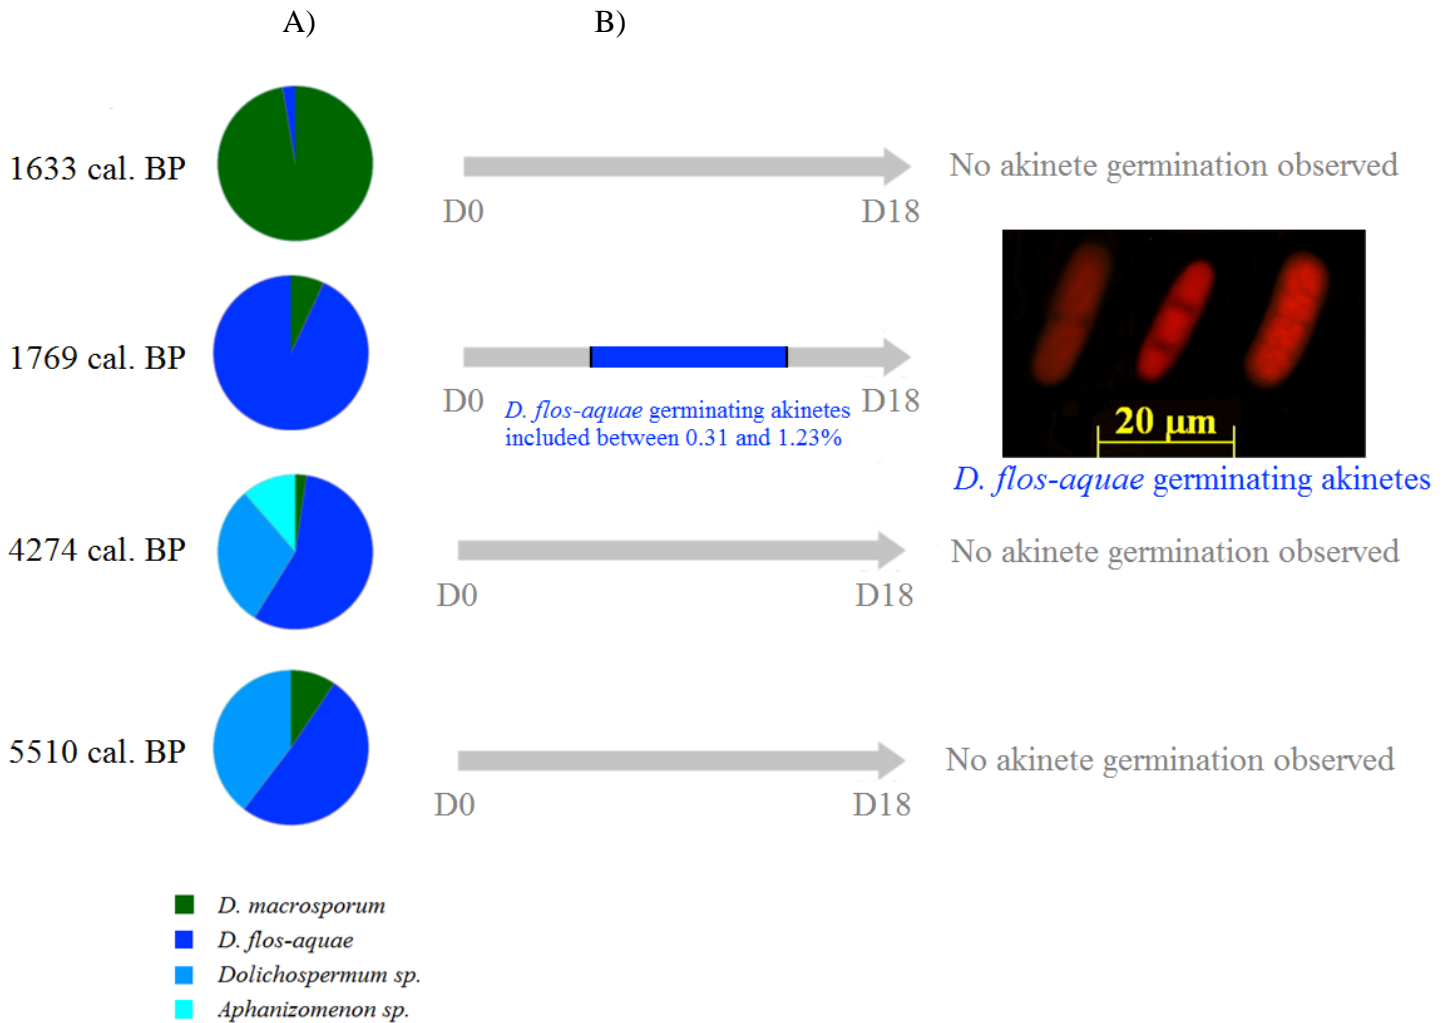 A)
B)
1633 cal. BP
D0
D18
No akinete germination observed
1769 cal. BP
D0
D18
D. flos-aquae germinating akinetes
included between 0.31 and 1.23%
20 µm
D. flos-aquae germinating akinetes
4274 cal. BP
D0
D18
No akinete germination observed
5510 cal. BP
D0
D18
No akinete germination observed
D. macrosporum
D. flos-aquae
Dolichospermum sp.
Aphanizomenon sp.